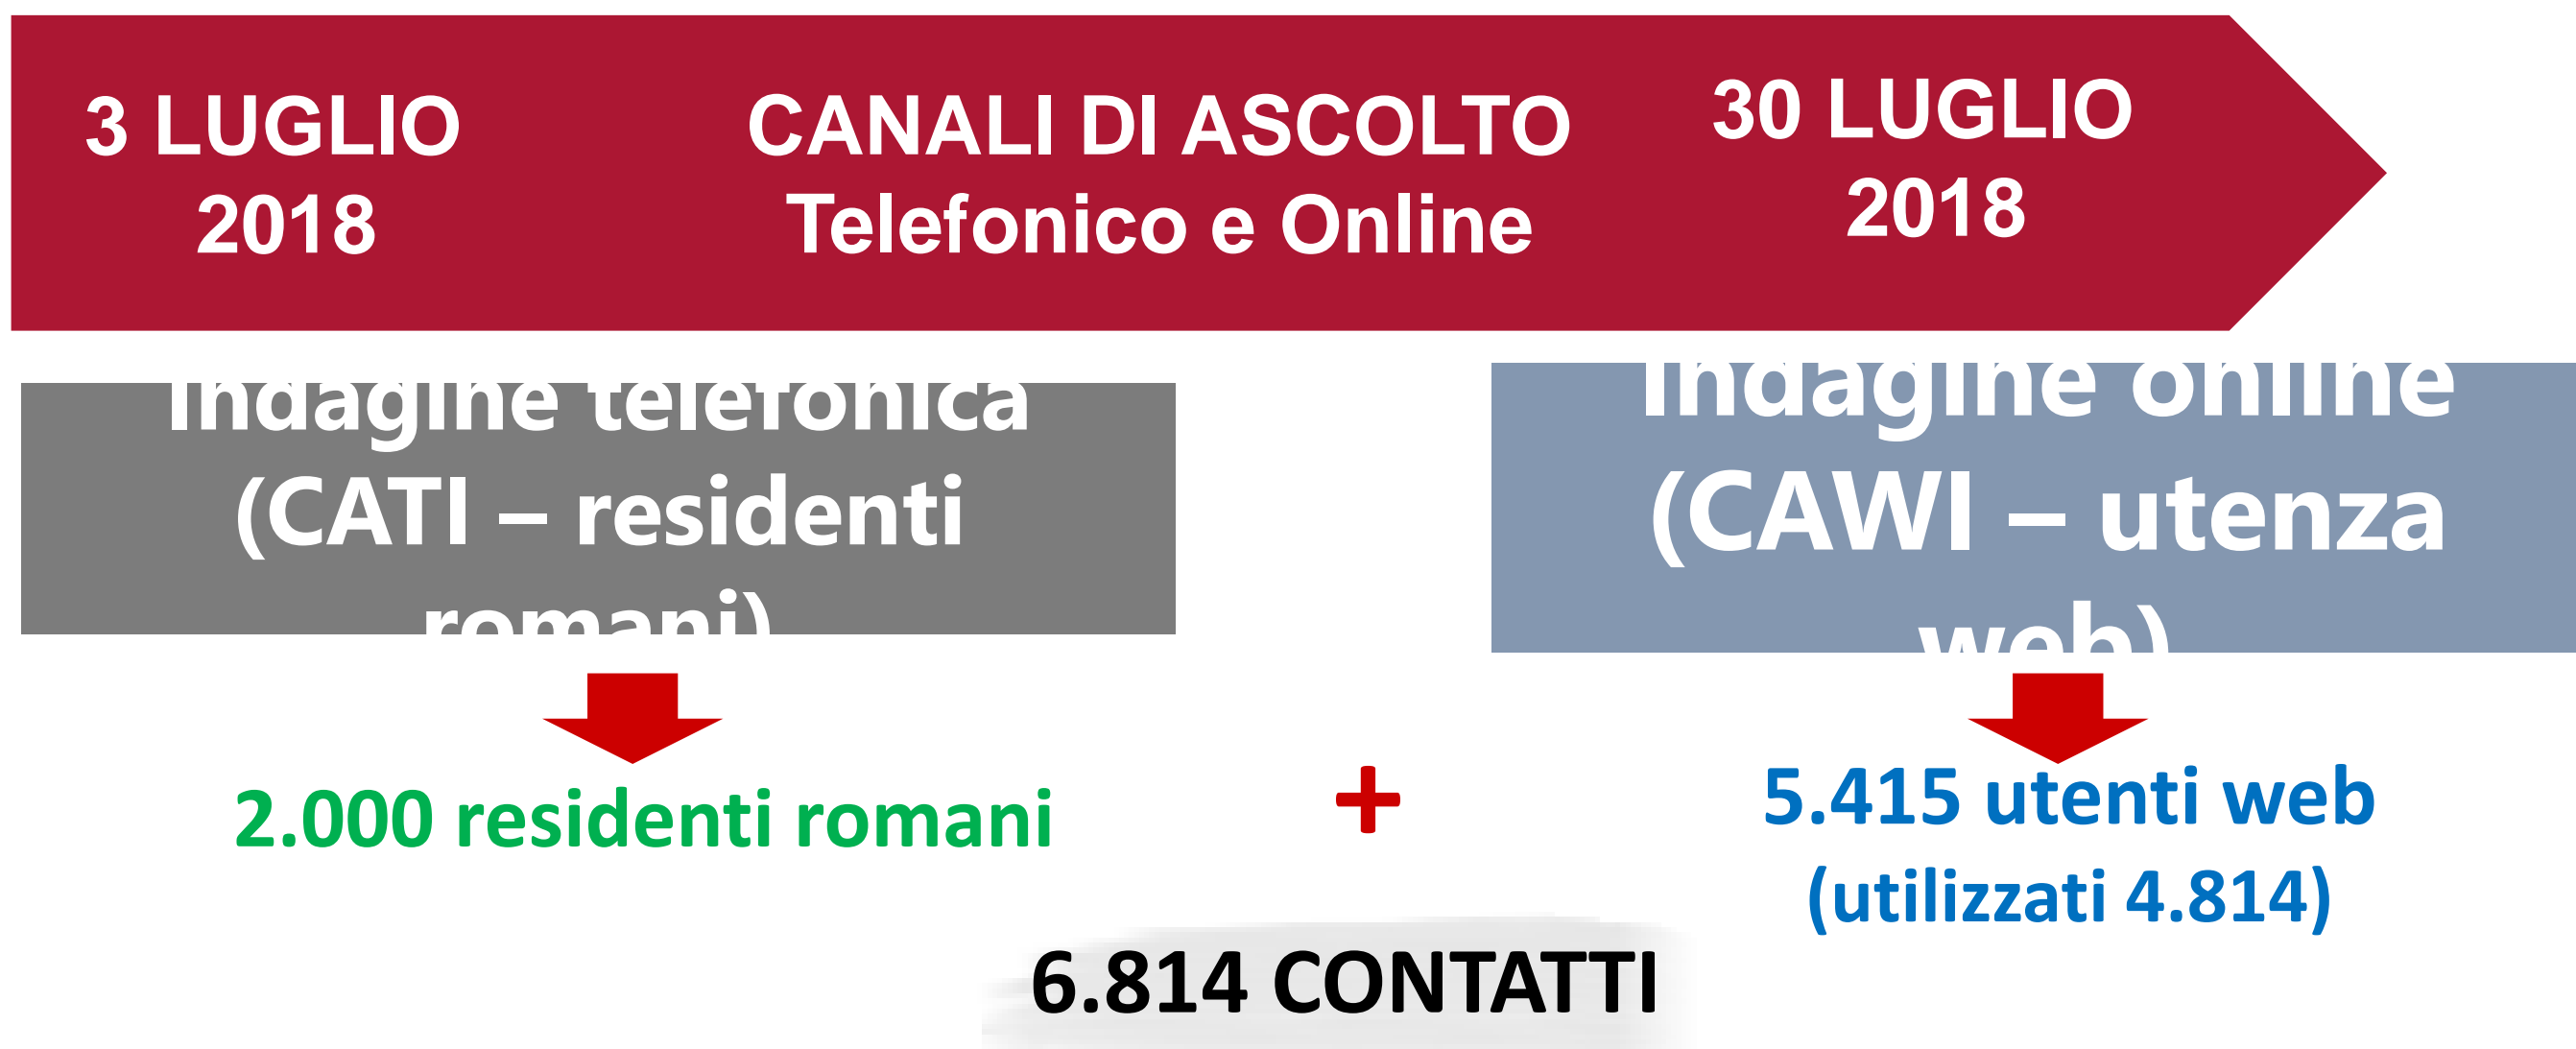 3 LUGLIO
2018
CANALI DI ASCOLTO
Telefonico e Online
30 LUGLIO
2018
Indagine telefonica
(CATI – residenti
romani)
Indagine online
(CAWI – utenza
web)
2.000 residenti romani
+
5.415 utenti web
(utilizzati 4.814)
6.814 CONTATTI